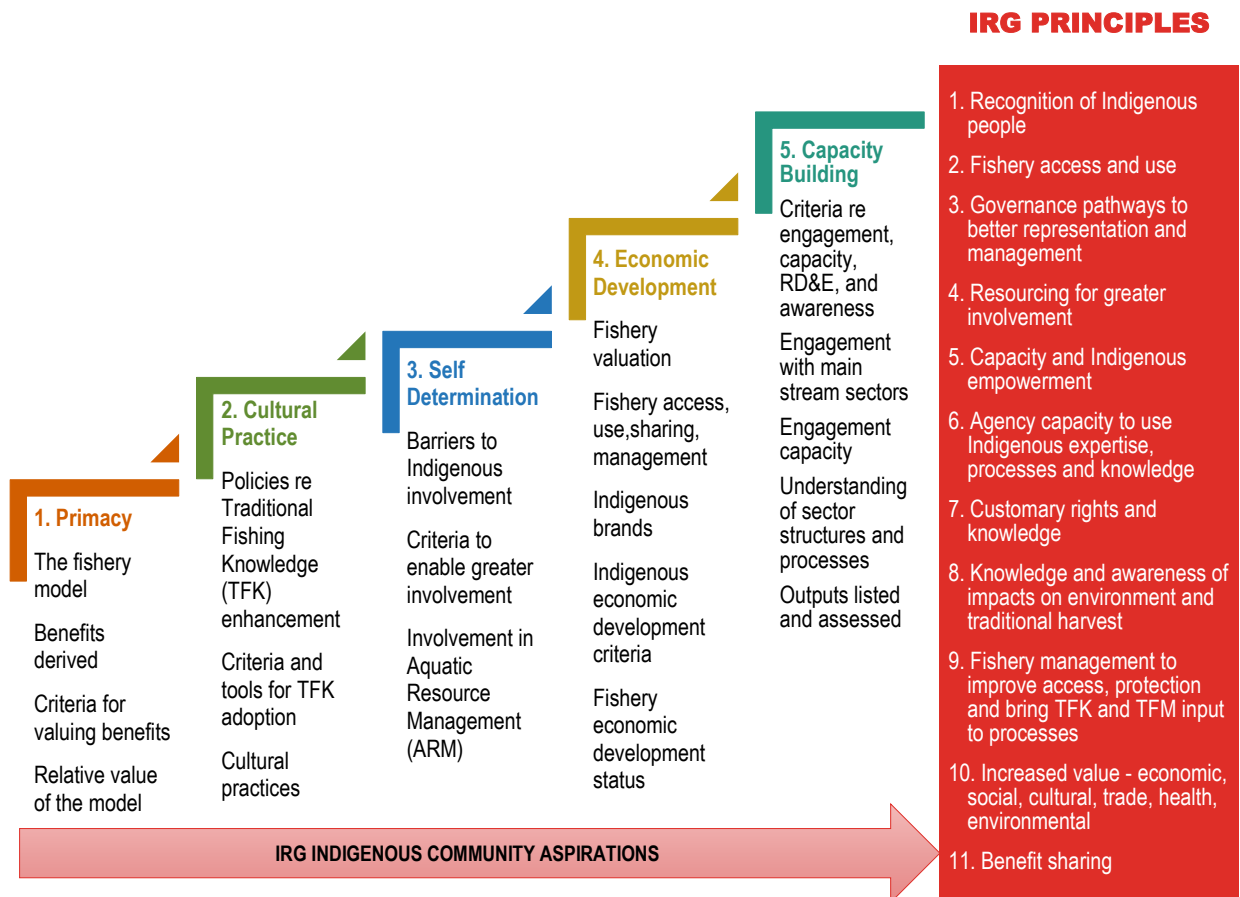 IRG PRINCIPLES
1. Primacy
The fishery
model
Benefits
derived
Criteria for
valuing benefits
Relative value
of the model
2. Cultural
Practice
Policies re
Traditional
Fishing
Knowledge
(TFK)
enhancement
Criteria and
tools for TFK
adoption
Cultural
practices
3. Self
Determination
Barriers to
Indigenous
involvement
Criteria to
enable greater
involvement
Involvement in
Aquatic
Resource
Management
(ARM)
4. Economic
Development
Fishery
valuation
Fishery access,
use,sharing,
management
Indigenous
brands
Indigenous
economic
development
criteria
Fishery
economic
development
status
5. Capacity
Building
Criteria re
engagement,
capacity,
RD&E, and
awareness
Engagement
with main
stream sectors
Engagement
capacity
Understanding
of sector
structures and
processes
Outputs listed
and assessed
1. Recognition of Indigenous
people
2. Fishery access and use
3. Governance pathways to
better representation and
management
4. Resourcing for greater
involvement
5. Capacity and Indigenous
empowerment
6. Agency capacity to use
Indigenous expertise,
processes and knowledge
7. Customary rights and
knowledge
8. Knowledge and awareness of
impacts on environment and
traditional harvest
9. Fishery management to
improve access, protection
and bring TFK and TFM input
to processes
10. Increased value - economic,
social, cultural, trade, health,
environmental
11. Benefit sharing
IRG INDIGENOUS COMMUNITY ASPIRATIONS